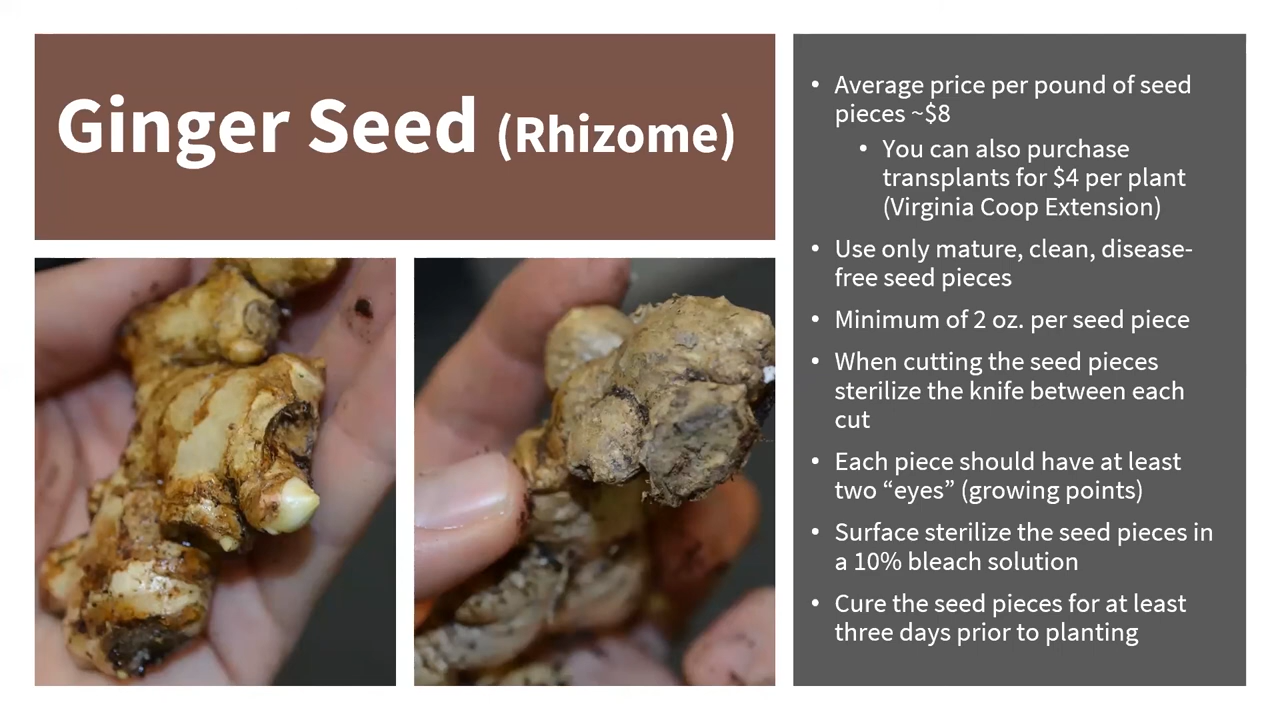 Ginger Seed (Rhizome)
• Average price per pound of seed
pieces ~$8
• You can also purchase
transplants for $4 per plant
(Virginia Coop Extension)
• Use only mature, clean, disease-
free seed pieces
• Minimum of 2 oz. per seed piece
• When cutting the seed pieces
sterilize the knife between each
cut
• Each piece should have at least
two “eyes” (growing points)
• Surface sterilize the seed pieces in
a 10% bleach solution
• Cure the seed pieces for at least
three days prior to planting